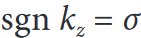 sgn k_z = σ